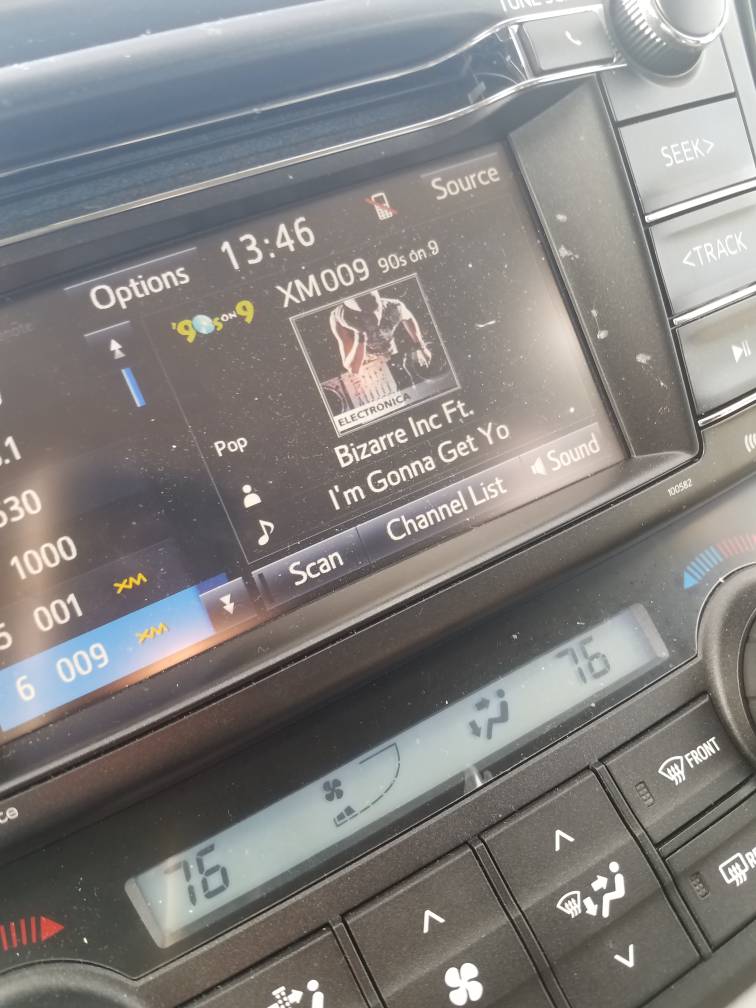 SEEK>
<TRACK
Source
13:46
Options
XM009 90s on 9
'90s ON 9
ELECTRONICA
Pop
Bizarre Inc Ft.
I'm Gonna Get Yo
Sound
Channel List
Scan
.1
530
1000
001 XM
6 009 XM
100582
76
76
FRONT